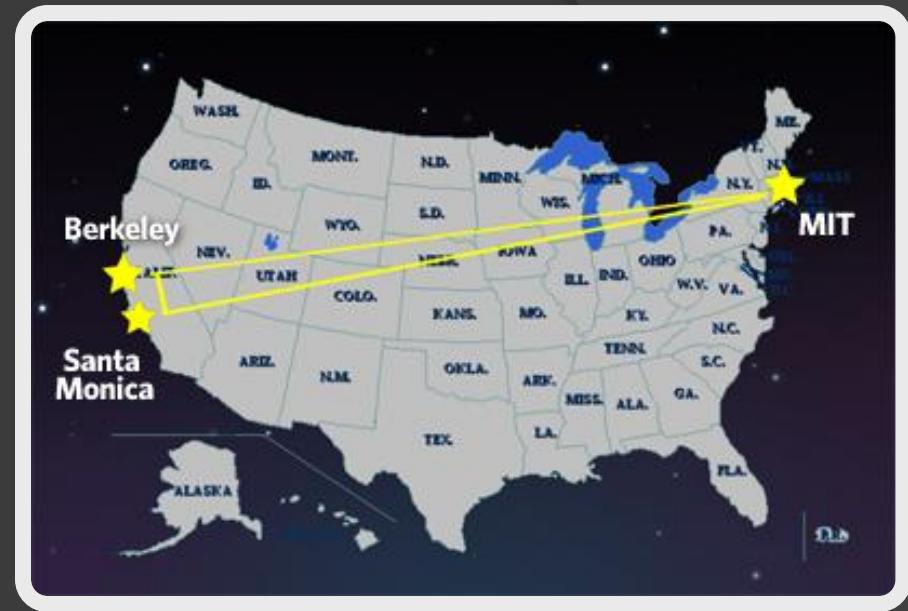 WASH.
ME.
MONT.
N.D.
OREG.
MINN.
ID.
MICH.
N.Y.
WIS.
S.D.
WYO.
Berkeley
MIT
PA.
NEV.
IOWA
OHIO
UTAH
ILL.
IND.
COLO.
W.V.
VA.
KANS.
MO.
KY.
Santa
Monica
N.C.
TENN.
ARIZ.
OKLA.
S.C.
N.M.
ARK.
MISS.
ALA.
GA.
TEX.
LA.
FLA.
ALASKA